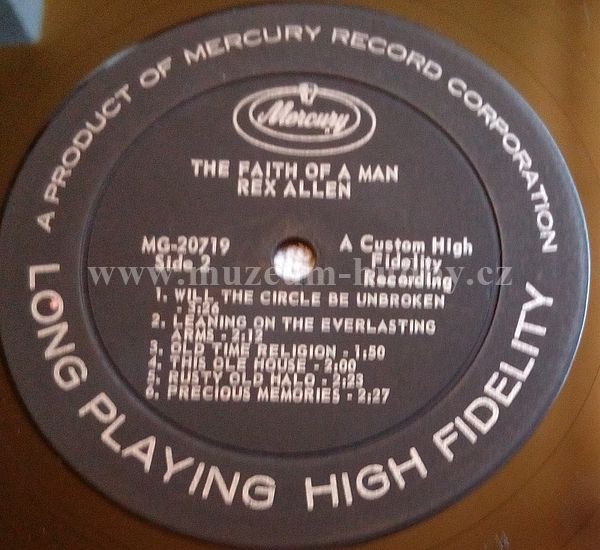 A PRODUCT OF MERCURY RECORD CORPORATION
Mercury
THE FAITH OF A MAN
REX ALLEN
MG-20719
Side 2
A Custom High
Fidelity
Recording
www.muzeum-hudby.cz
1. WILL THE CIRCLE BE UNBROKEN
- 3:26
2. LEANING ON THE EVERLASTING
ARMS - 2:12
3. OLD TIME RELIGION - 1:50
4. THIS OLE HOUSE - 2:00
5. RUSTY OLD HALO - 2:23
6. PRECIOUS MEMORIES - 2:27
LONG PLAYING HIGH FIDELITY